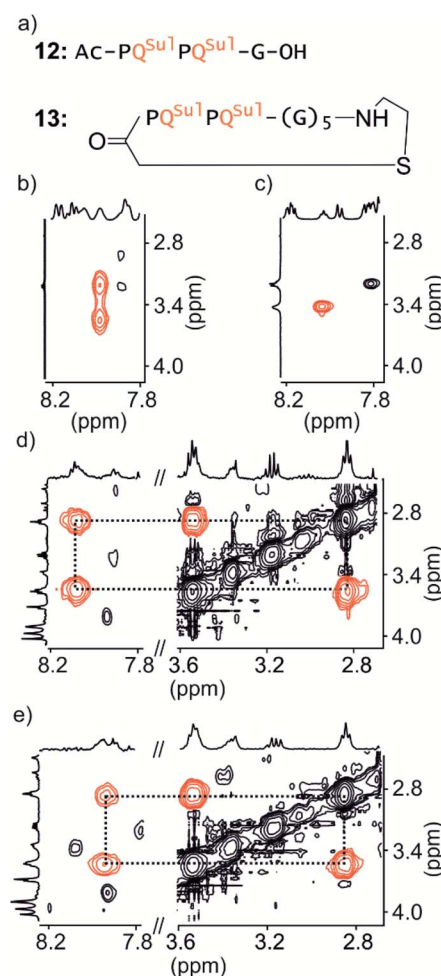 a)
12: Ac-PQSulPQSul-G-OH
13: PQSulPQSul-(G)5-NH
O
S
b) c)
2.8 2.8
3.4 (ppm) 3.4 (ppm)
4.0 4.0
8.2 7.8 8.2 7.8
(ppm) (ppm)
d)
//
2.8
3.4 (ppm)
4.0
8.2 7.8 // 3.6 3.2 2.8
(ppm) (ppm)
e)
//
2.8
3.4 (ppm)
4.0
8.2 7.8 // 3.6 3.2 2.8
(ppm) (ppm)